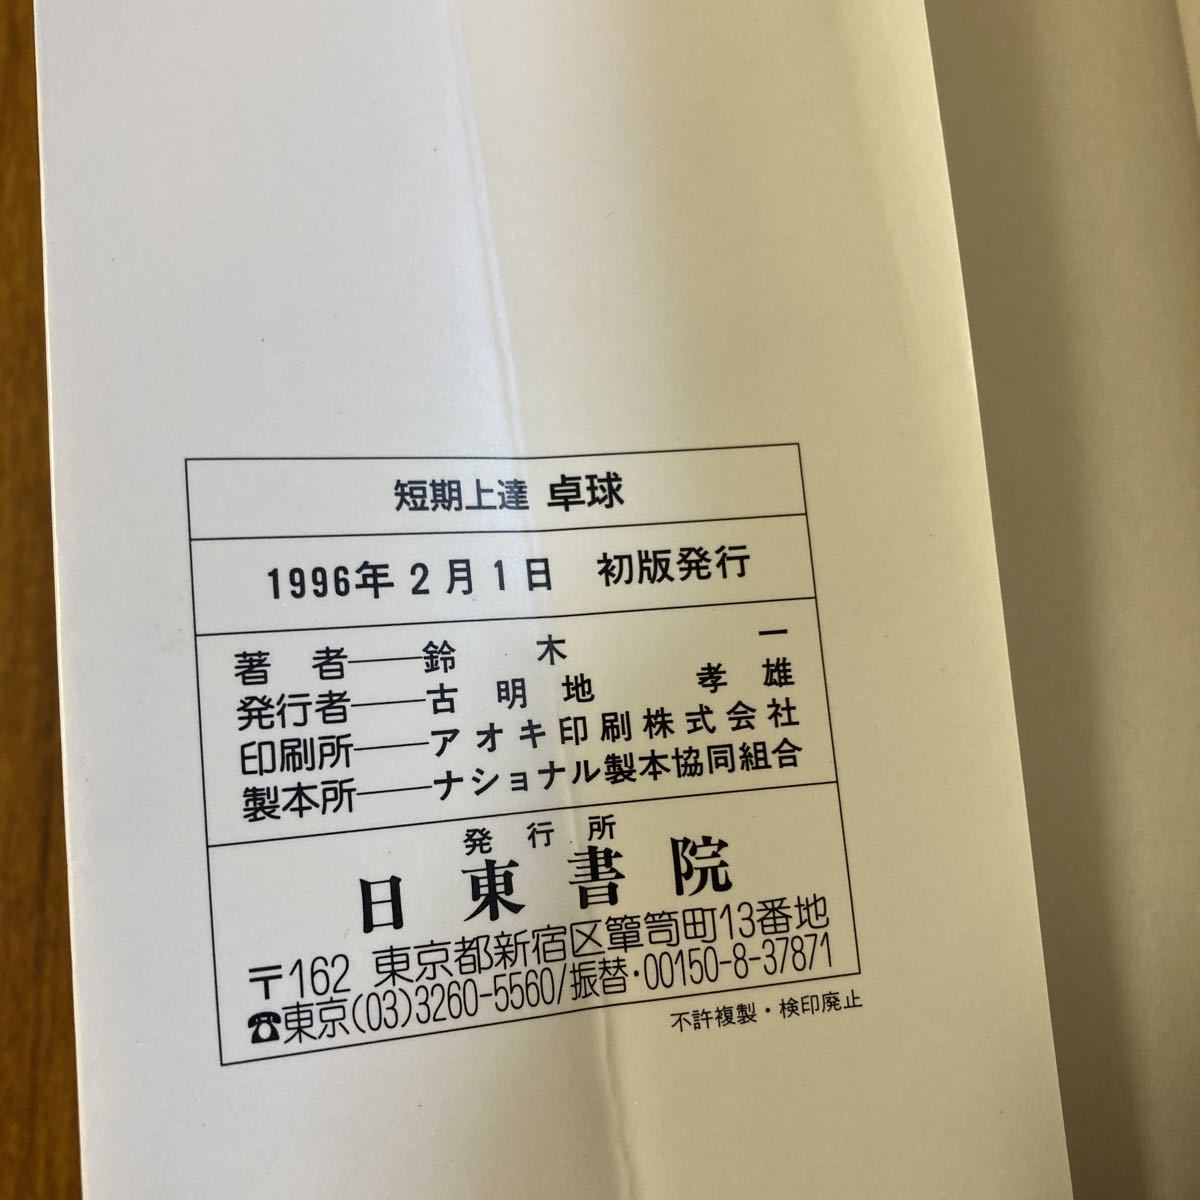 短期上達 卓球
1996年2月1日 初版発行
著者――鈴木一
発行者――古明地孝雄
印刷所――アオキ印刷株式会社
製本所――ナショナル製本協同組合
発行所
日東書院
〒162 東京都新宿区簞笥町13番地
☎東京(03)3260-5560/振替・00150-8-37871
不許複製・検印廃止